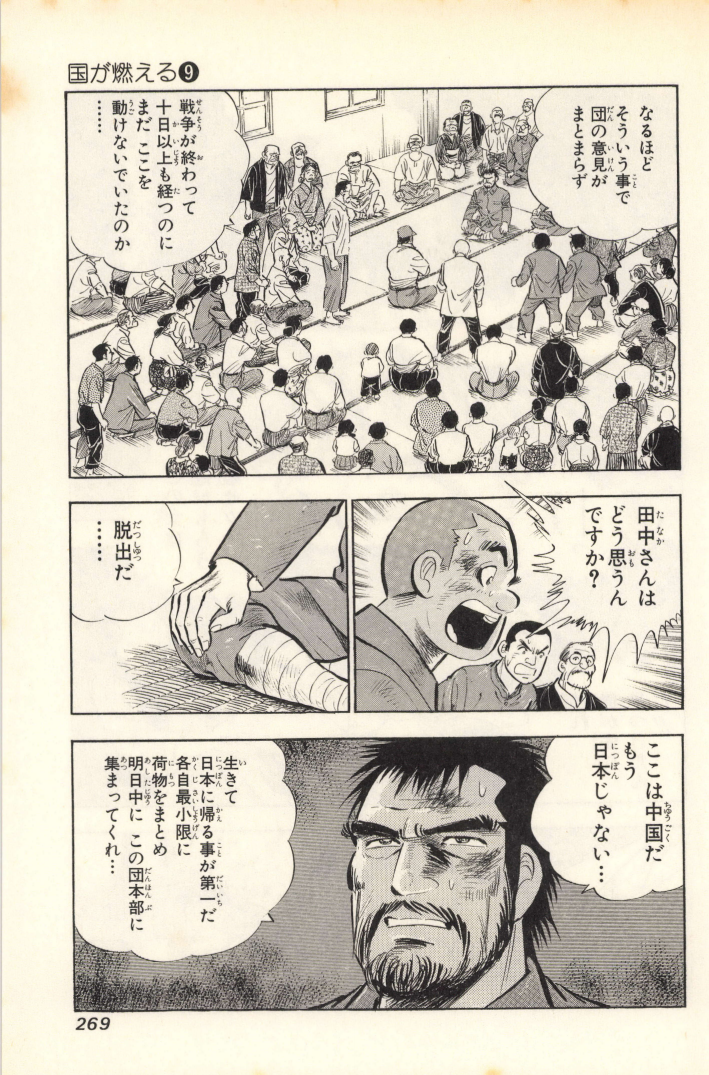 国が燃える❾
なるほど
そういう事で
団の意見が
まとまらず
戦争が終わって
十日以上も経つのに
まだ ここを
動けないでいたのか
……
田中さんは
どう思うん
ですか?
脱出だ
……
ここは中国だ
もう
日本じゃない…
生きて
日本に帰る事が第一だ
各自最小限に
荷物をまとめ
明日中に この団本部に
集まってくれ…
269